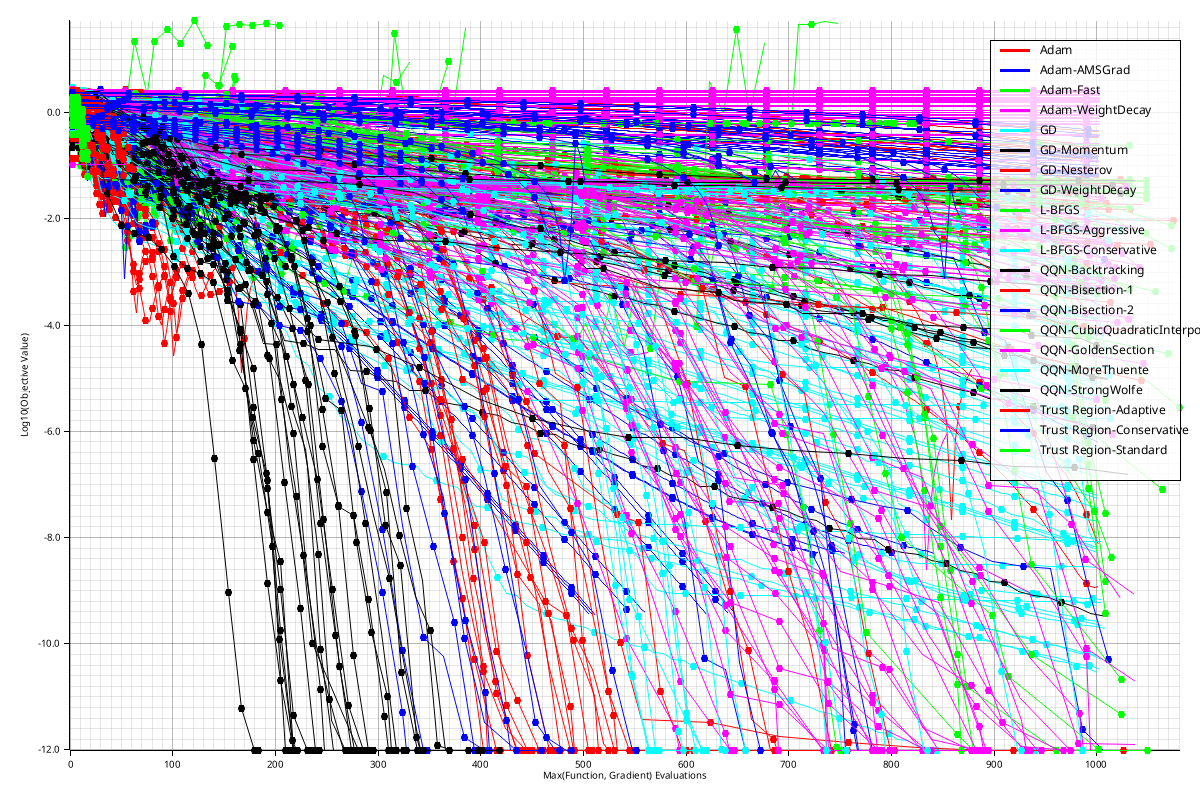 Adam
Adam-AMSGrad
Adam-Fast
Adam-WeightDecay
GD
GD-Momentum
GD-Nesterov
GD-WeightDecay
L-BFGS
L-BFGS-Aggressive
L-BFGS-Conservative
QQN-Backtracking
QQN-Bisection-1
QQN-Bisection-2
QQN-CubicQuadraticInterpo
QQN-GoldenSection
QQN-MoreThuente
QQN-StrongWolfe
Trust Region-Adaptive
Trust Region-Conservative
Trust Region-Standard
0.0
-2.0
-4.0
-6.0
-8.0
-10.0
-12.0
Log10(Objective Value)
0 100 200 300 400 500 600 700 800 900 1000
Max(Function, Gradient) Evaluations